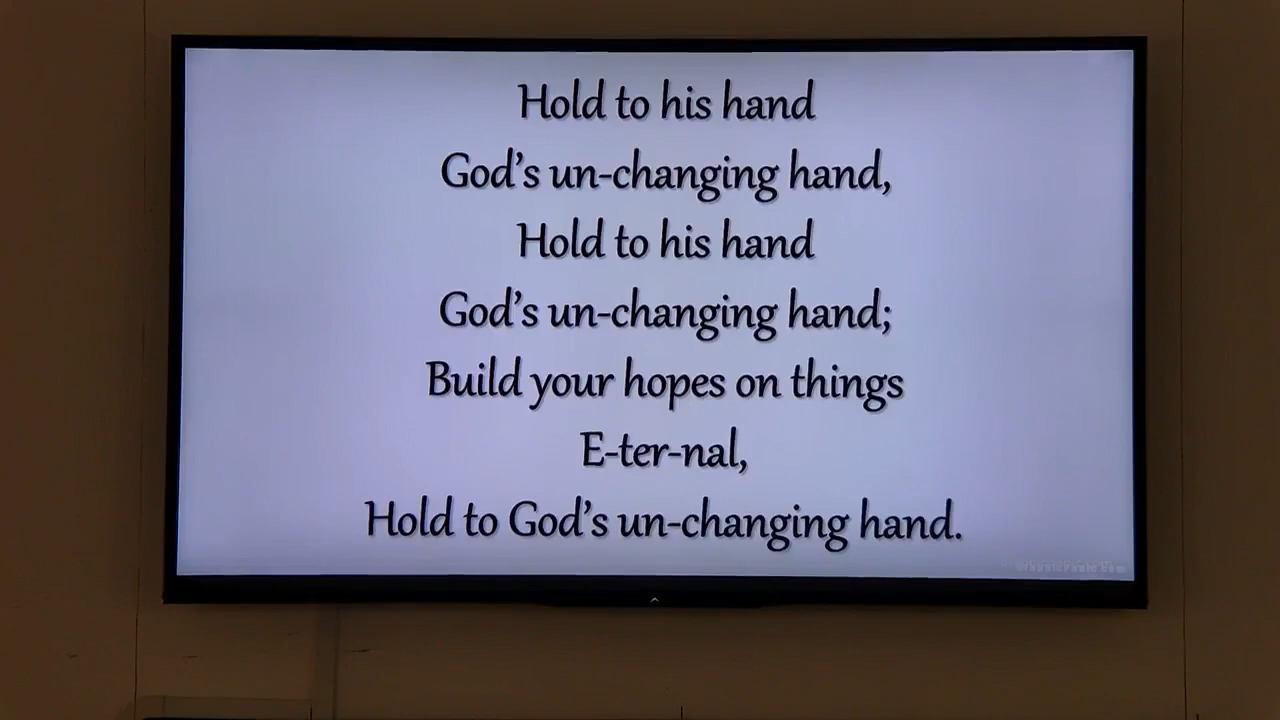 Hold to his hand
God's un-changing hand,
Hold to his hand
God's un-changing hand;
Build your hopes on things
E-ter-nal,
Hold to God's un-changing hand.